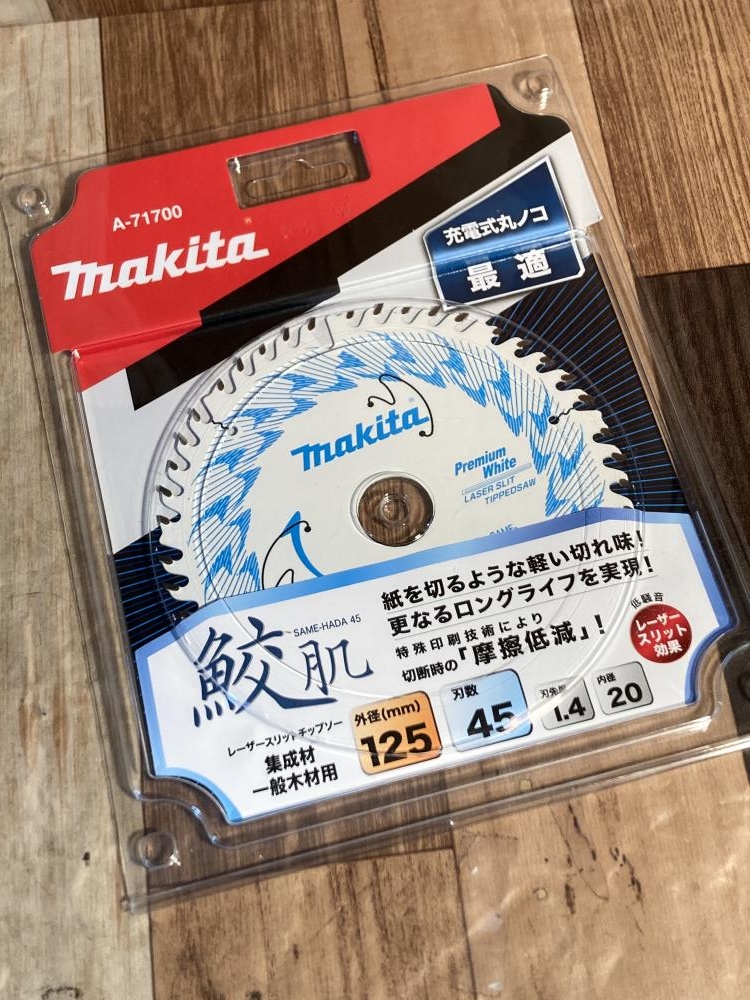 A-71700
makita
充電式丸ノコ
最適
makita
Premium
White
LASER SLIT
TIPPEDSAW
紙を切るような軽い切れ味!
更なるロングライフを実現!
特殊印刷技術により
切断時の「摩擦低減」!
低騒音
レーザー
スリット
効果
SAME-HADA 45
鮫肌
レーザースリットチップソー
集成材
一般木材用
外径(mm)
125
刃数
45
刃先厚
1.4
内径
20